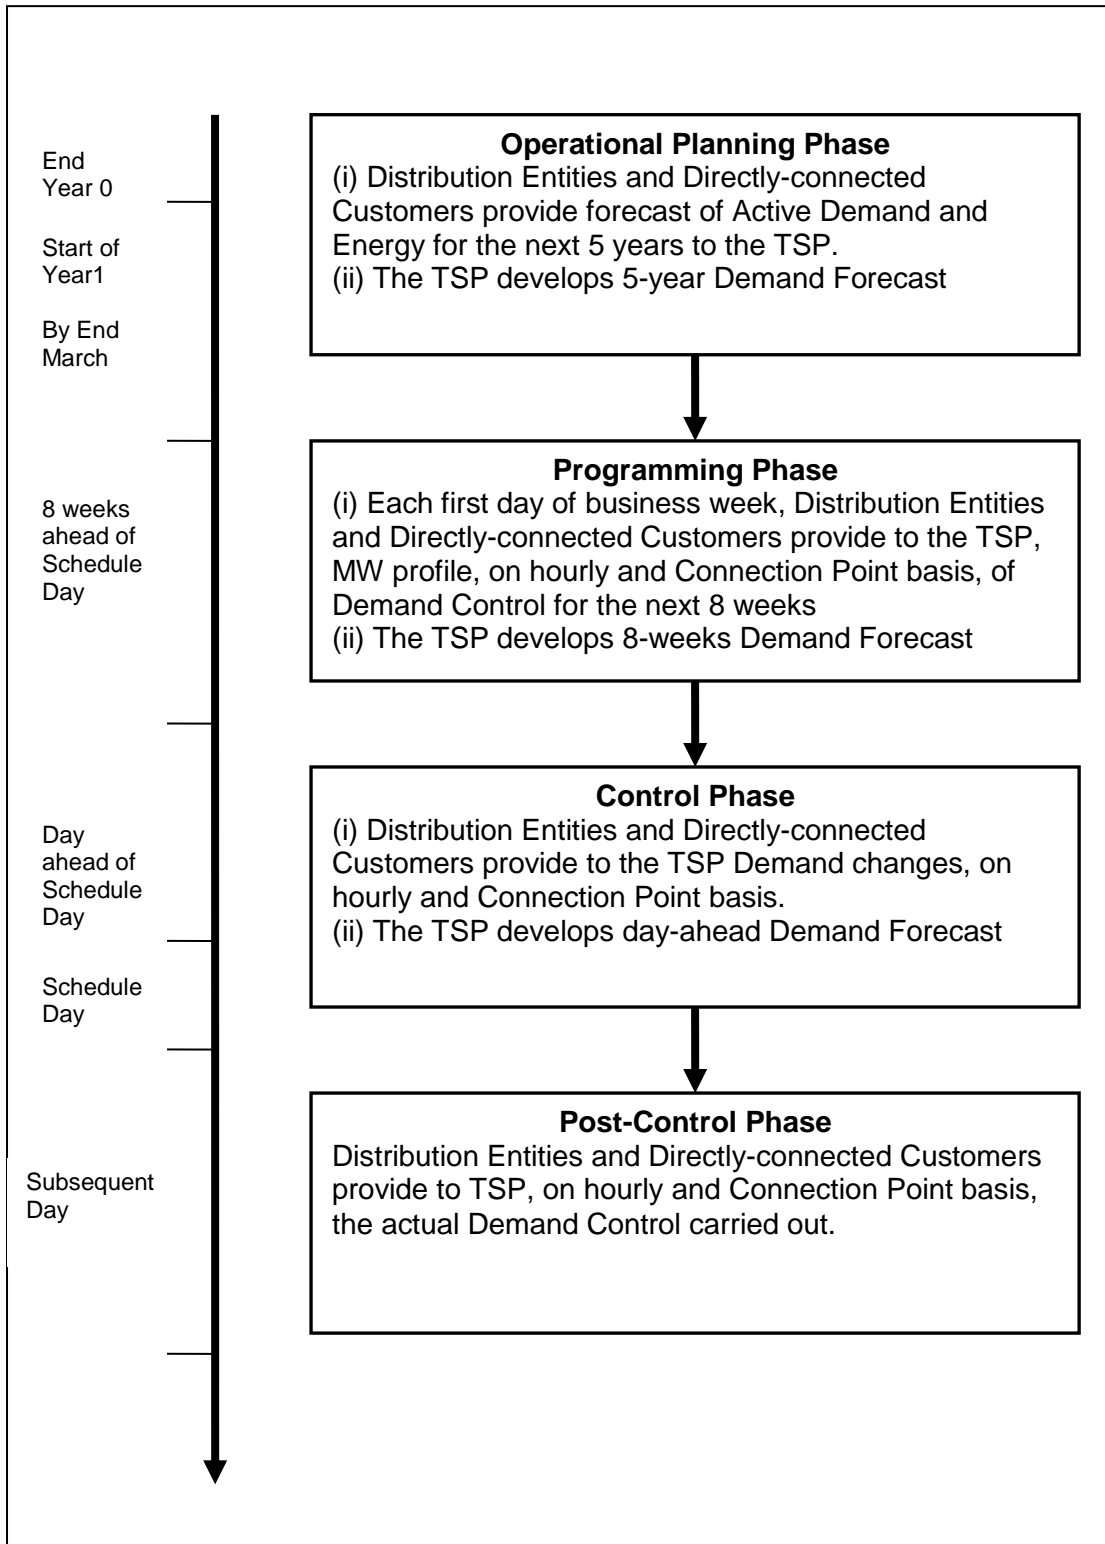 End
Year 0
Start of
Year1
By End
March
Operational Planning Phase
(i) Distribution Entities and Directly-connected
Customers provide forecast of Active Demand and
Energy for the next 5 years to the TSP.
(ii) The TSP develops 5-year Demand Forecast
8 weeks
ahead of
Schedule
Day
Programming Phase
(i) Each first day of business week, Distribution Entities
and Directly-connected Customers provide to the TSP,
MW profile, on hourly and Connection Point basis, of
Demand Control for the next 8 weeks
(ii) The TSP develops 8-weeks Demand Forecast
Day
ahead of
Schedule
Day
Schedule
Day
Control Phase
(i) Distribution Entities and Directly-connected
Customers provide to the TSP Demand changes, on
hourly and Connection Point basis.
(ii) The TSP develops day-ahead Demand Forecast
Subsequent
Day
Post-Control Phase
Distribution Entities and Directly-connected Customers
provide to TSP, on hourly and Connection Point basis,
the actual Demand Control carried out.